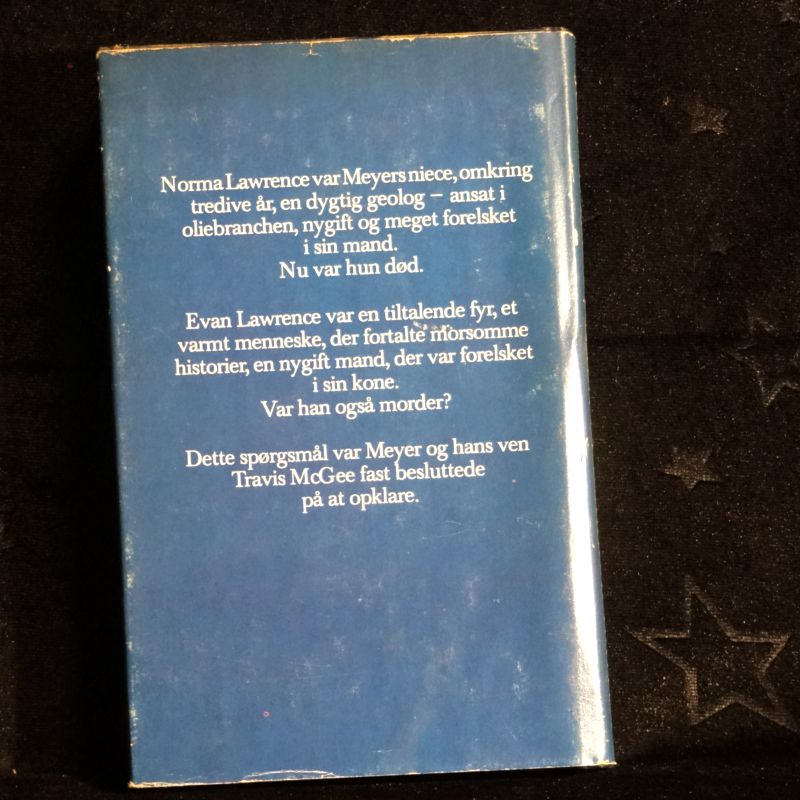 Norma Lawrence var Meyers niece, omkring
tredive år, en dygtig geolog – ansat i
oliebranchen, nygift og meget forelsket
i sin mand.
Nu var hun død.
Evan Lawrence var en tiltalende fyr, et
varmt menneske, der fortalte morsomme
historier, en nygift mand, der var forelsket
i sin kone.
Var han også morder?
Dette spørgsmål var Meyer og hans ven
Travis McGee fast besluttede
på at opklare.